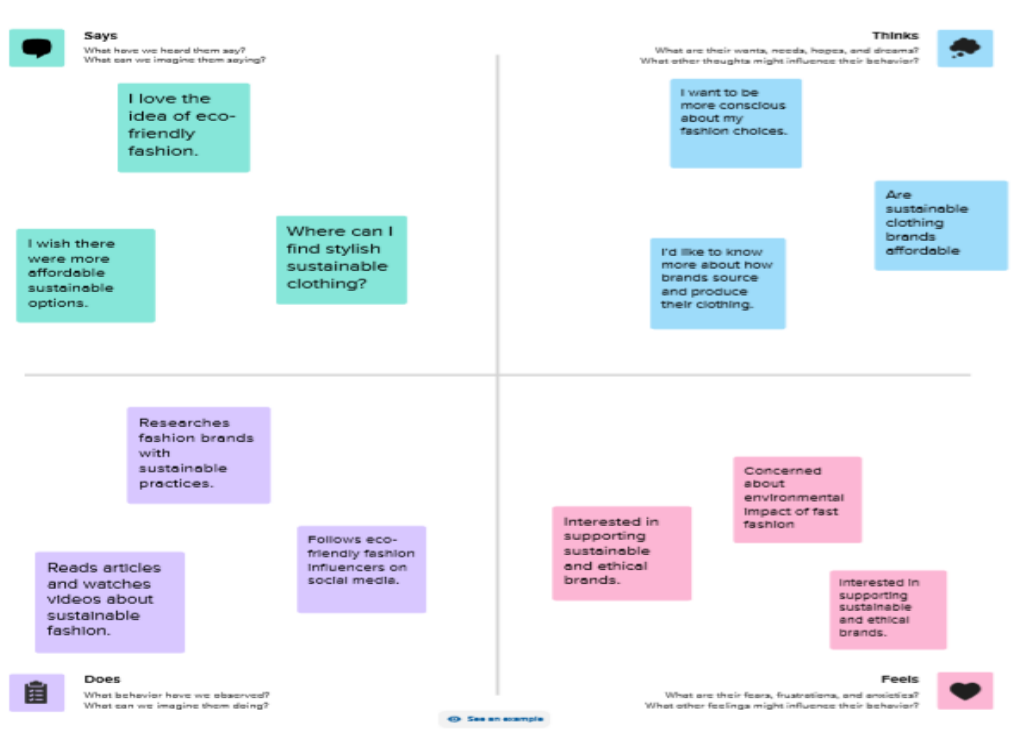 Says
What have we heard them say?
What can we imagine them saying?
I love the
idea of eco-
friendly
fashion.
I wish there
were more
affordable
sustainable
options.
Where can I
find stylish
sustainable
clothing?
Thinks
What are their wants, needs, hopes, and dreams?
What other thoughts might influence their behavior?
I want to be
more conscious
about my
fashion choices.
Are
sustainable
clothing
brands
affordable
I'd like to know
more about how
brands source
and produce
their clothing.
Researches
fashion brands
with
sustainable
practices.
Follows eco-
friendly fashion
influencers on
social media.
Reads articles
and watches
videos about
sustainable
fashion.
Does
What behavior have we observed?
What can we imagine them doing?
Concerned
about
environmental
impact of fast
fashion
Interested in
supporting
sustainable
and ethical
brands.
Interested in
supporting
sustainable
and ethical
brands.
Feels
What are their fears, frustrations, and anxieties?
What other feelings might influence their behavior?
See an example